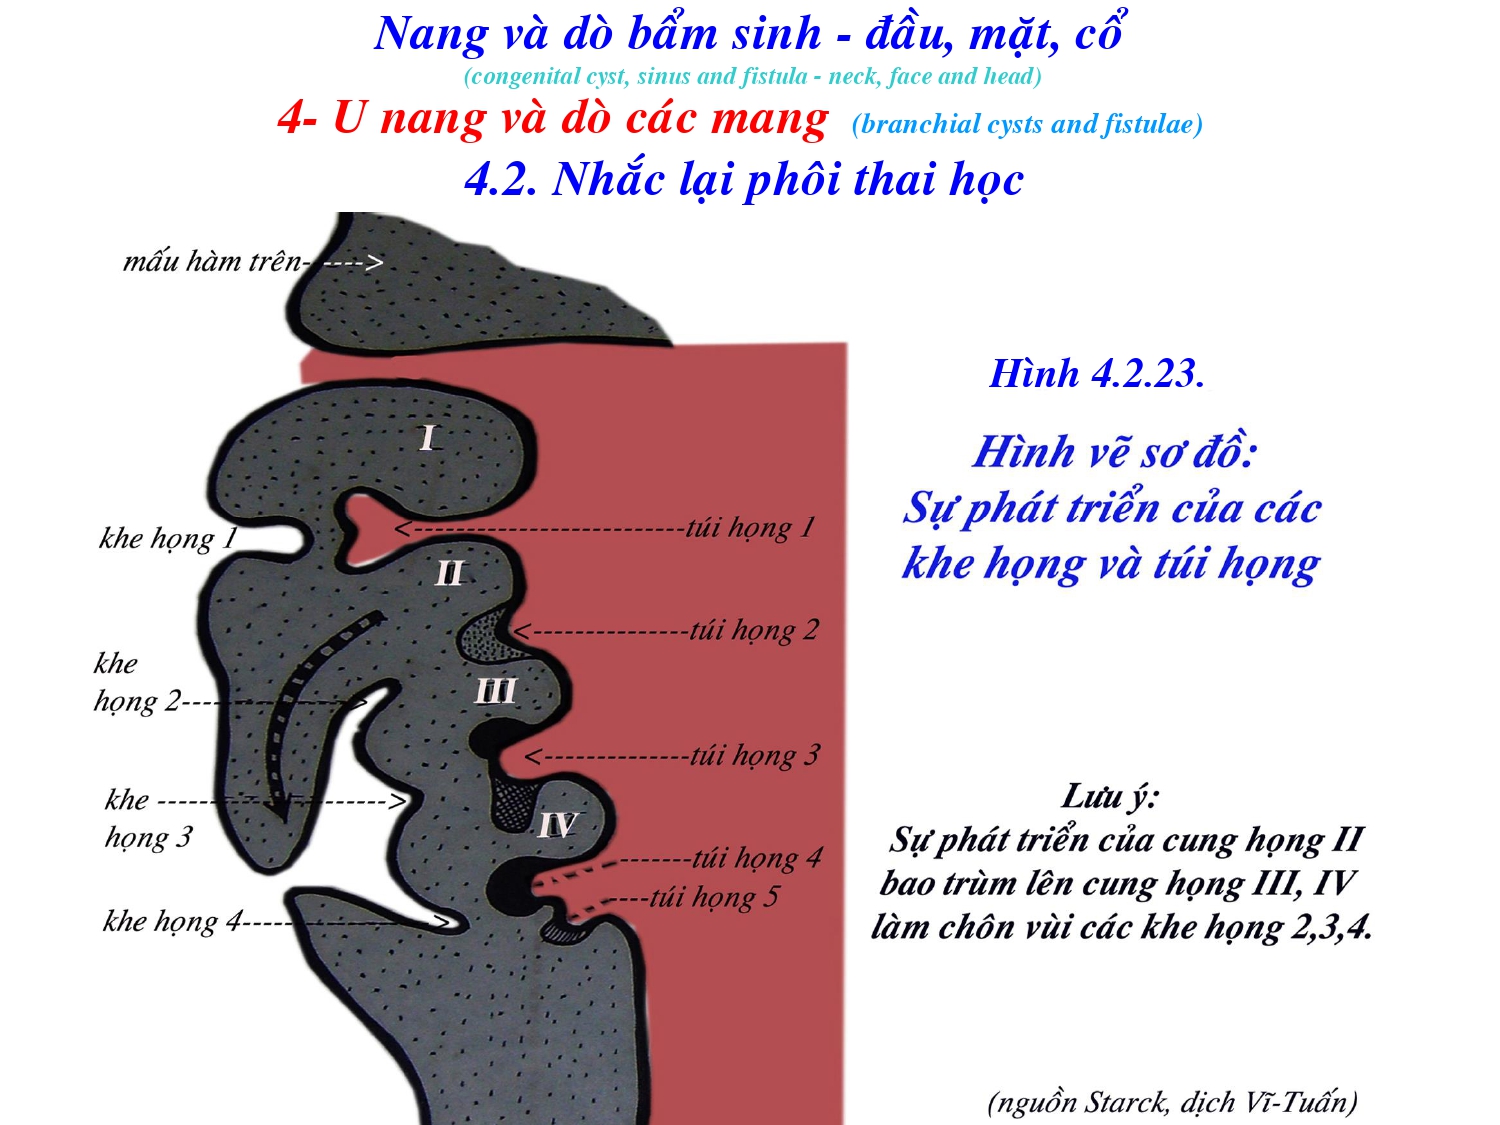 Nang và dò bẩm sinh - đầu, mặt, cổ
(congenital cyst, sinus and fistula - neck, face and head)
4- U nang và dò các mang (branchial cysts and fistulae)
4.2. Nhắc lại phôi thai học
mấu hàm trên------>
Hình 4.2.23.
Hình vẽ sơ đồ:
Sự phát triển của các
khe họng và túi họng
I
khe họng 1
<---------------------------túi họng 1
II
<---------------túi họng 2
khe
họng 2---------------->
III
<--------------túi họng 3
khe --------------------->
họng 3
IV
-------túi họng 4
----túi họng 5
khe họng 4------------------>
Lưu ý:
Sự phát triển của cung họng II
bao trùm lên cung họng III, IV
làm chôn vùi các khe họng 2,3,4.
(nguồn Starck, dịch Vĩ-Tuấn)